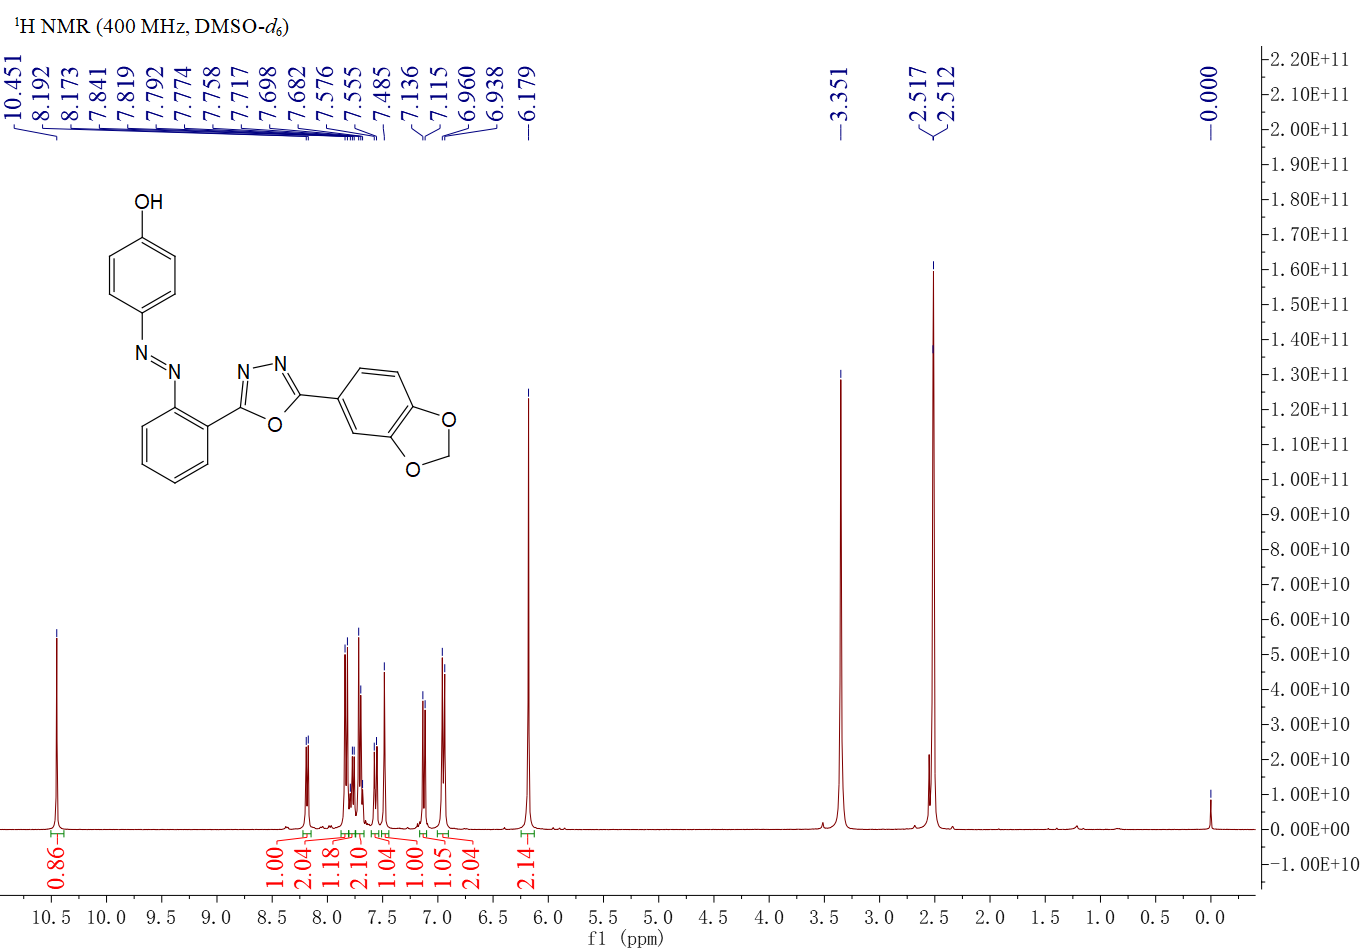 ¹H NMR (400 MHz, DMSO-d₆)
10.451
8.192
8.173
7.841
7.819
7.792
7.774
7.758
7.717
7.698
7.682
7.576
7.555
7.485
7.136
7.115
6.960
6.938
6.179
3.351
2.517
2.512
0.000
OH
N
N
N
N
O
O
O
2.20E+11
2.10E+11
2.00E+11
1.90E+11
1.80E+11
1.70E+11
1.60E+11
1.50E+11
1.40E+11
1.30E+11
1.20E+11
1.10E+11
1.00E+11
9.00E+10
8.00E+10
7.00E+10
6.00E+10
5.00E+10
4.00E+10
3.00E+10
2.00E+10
1.00E+10
0.00E+00
-1.00E+10
0.86
1.00
2.04
1.18
2.10
1.04
1.00
1.05
2.04
2.14
10.5 10.0 9.5 9.0 8.5 8.0 7.5 7.0 6.5 6.0 5.5 5.0 4.5 4.0 3.5 3.0 2.5 2.0 1.5 1.0 0.5 0.0
f1 (ppm)